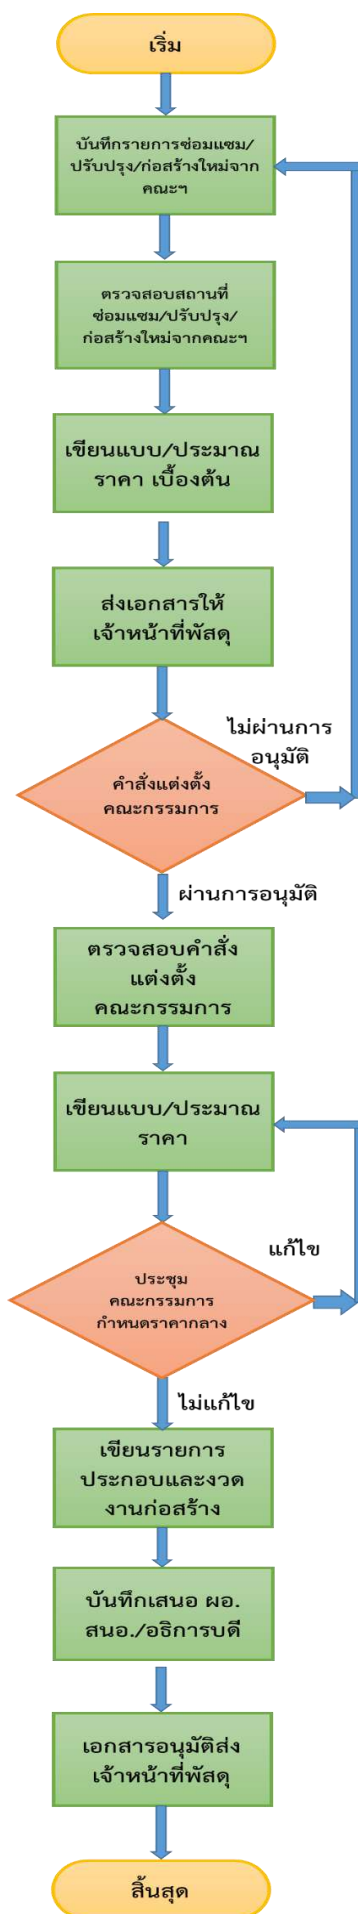 เริ่ม
บันทึกรายการซ่อมแซม/
ปรับปรุง/ก่อสร้างใหม่จาก
คณะฯ
ตรวจสอบสถานที่
ซ่อมแซม/ปรับปรุง/
ก่อสร้างใหม่จากคณะฯ
เขียนแบบ/ประมาณ
ราคา เบื้องต้น
ส่งเอกสารให้
เจ้าหน้าที่พัสดุ
ไม่ผ่านการ
อนุมัติ
คำสั่งแต่งตั้ง
คณะกรรมการ
ผ่านการอนุมัติ
ตรวจสอบคำสั่ง
แต่งตั้ง
คณะกรรมการ
เขียนแบบ/ประมาณ
ราคา
แก้ไข
ประชุม
คณะกรรมการ
กำหนดราคากลาง
ไม่แก้ไข
เขียนรายการ
ประกอบและงวด
งานก่อสร้าง
บันทึกเสนอ ผอ.
สนอ./อธิการบดี
เอกสารอนุมัติส่ง
เจ้าหน้าที่พัสดุ
สิ้นสุด